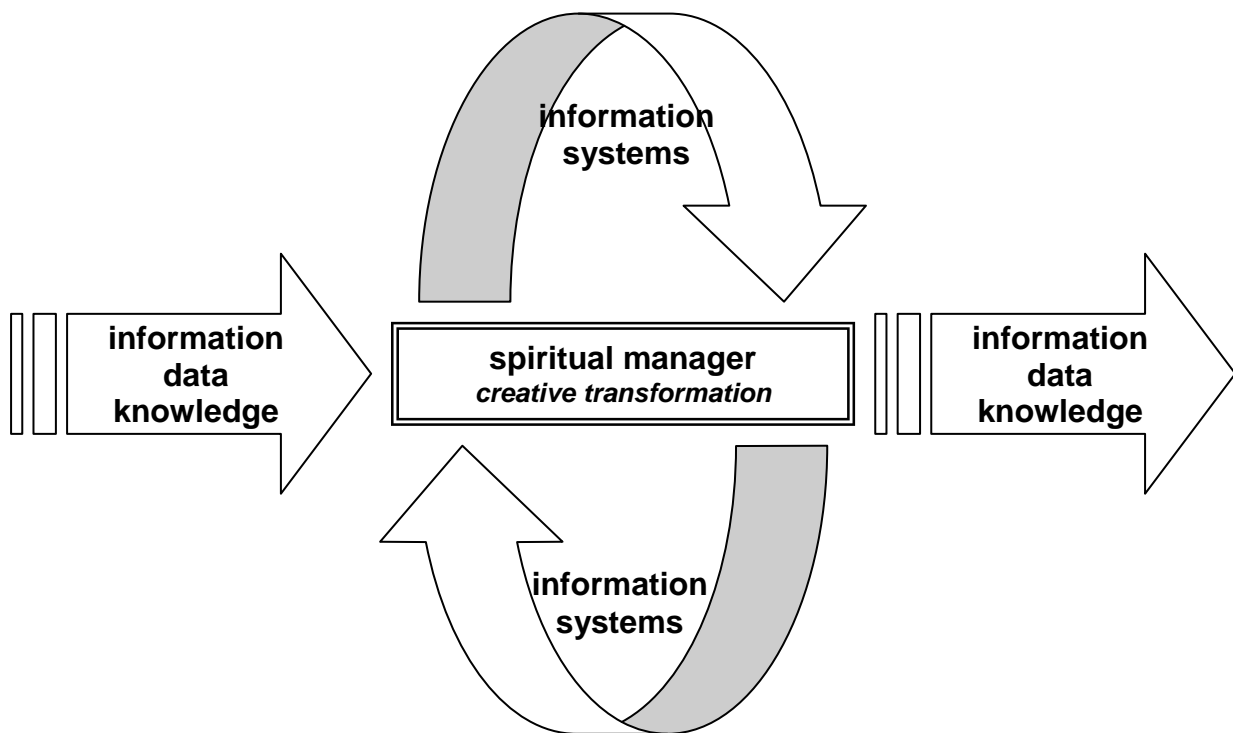 information
systems
information
data
knowledge
spiritual manager
creative transformation
information
data
knowledge
information
systems